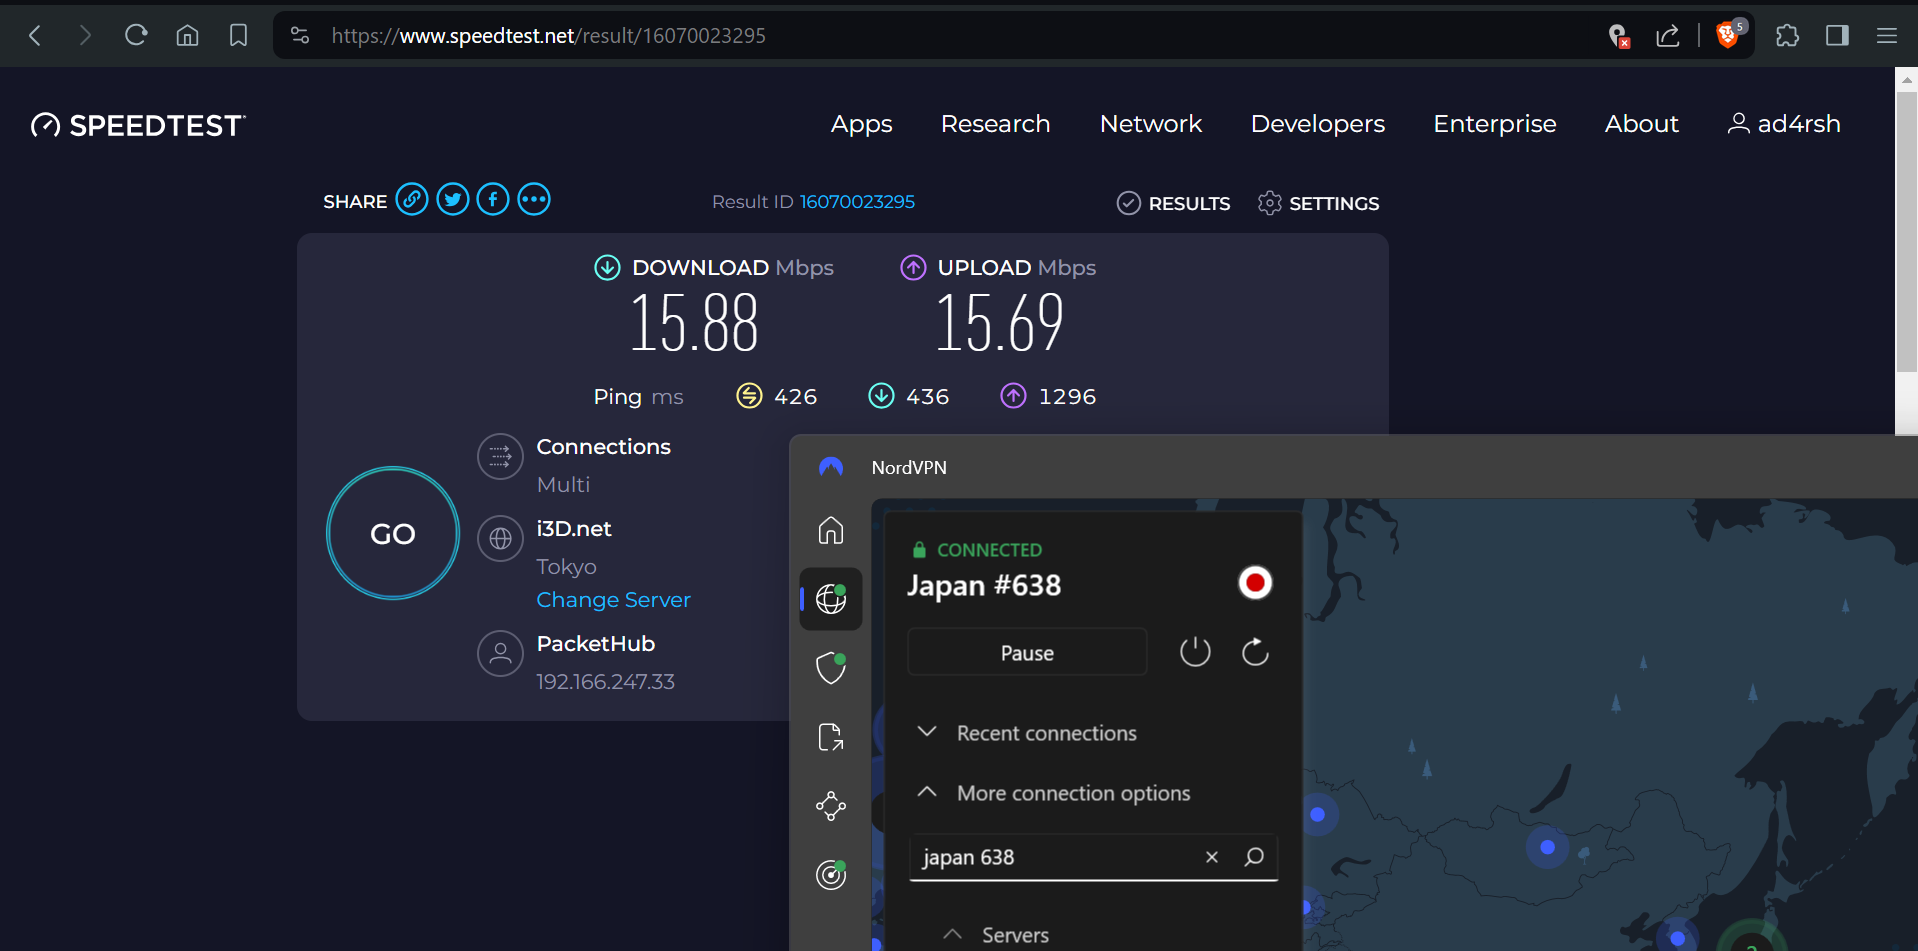 https://www.speedtest.net/result/16070023295
5
SPEEDTEST
Apps Research Network Developers Enterprise About ad4rsh
SHARE Result ID 16070023295 RESULTS SETTINGS
DOWNLOAD Mbps UPLOAD Mbps
15.88 15.69
Ping ms 426 436 1296
Connections
Multi
GO
i3D.net
Tokyo
Change Server
PacketHub
192.166.247.33
NordVPN
CONNECTED
Japan #638
Pause
Recent connections
More connection options
japan 638
Servers